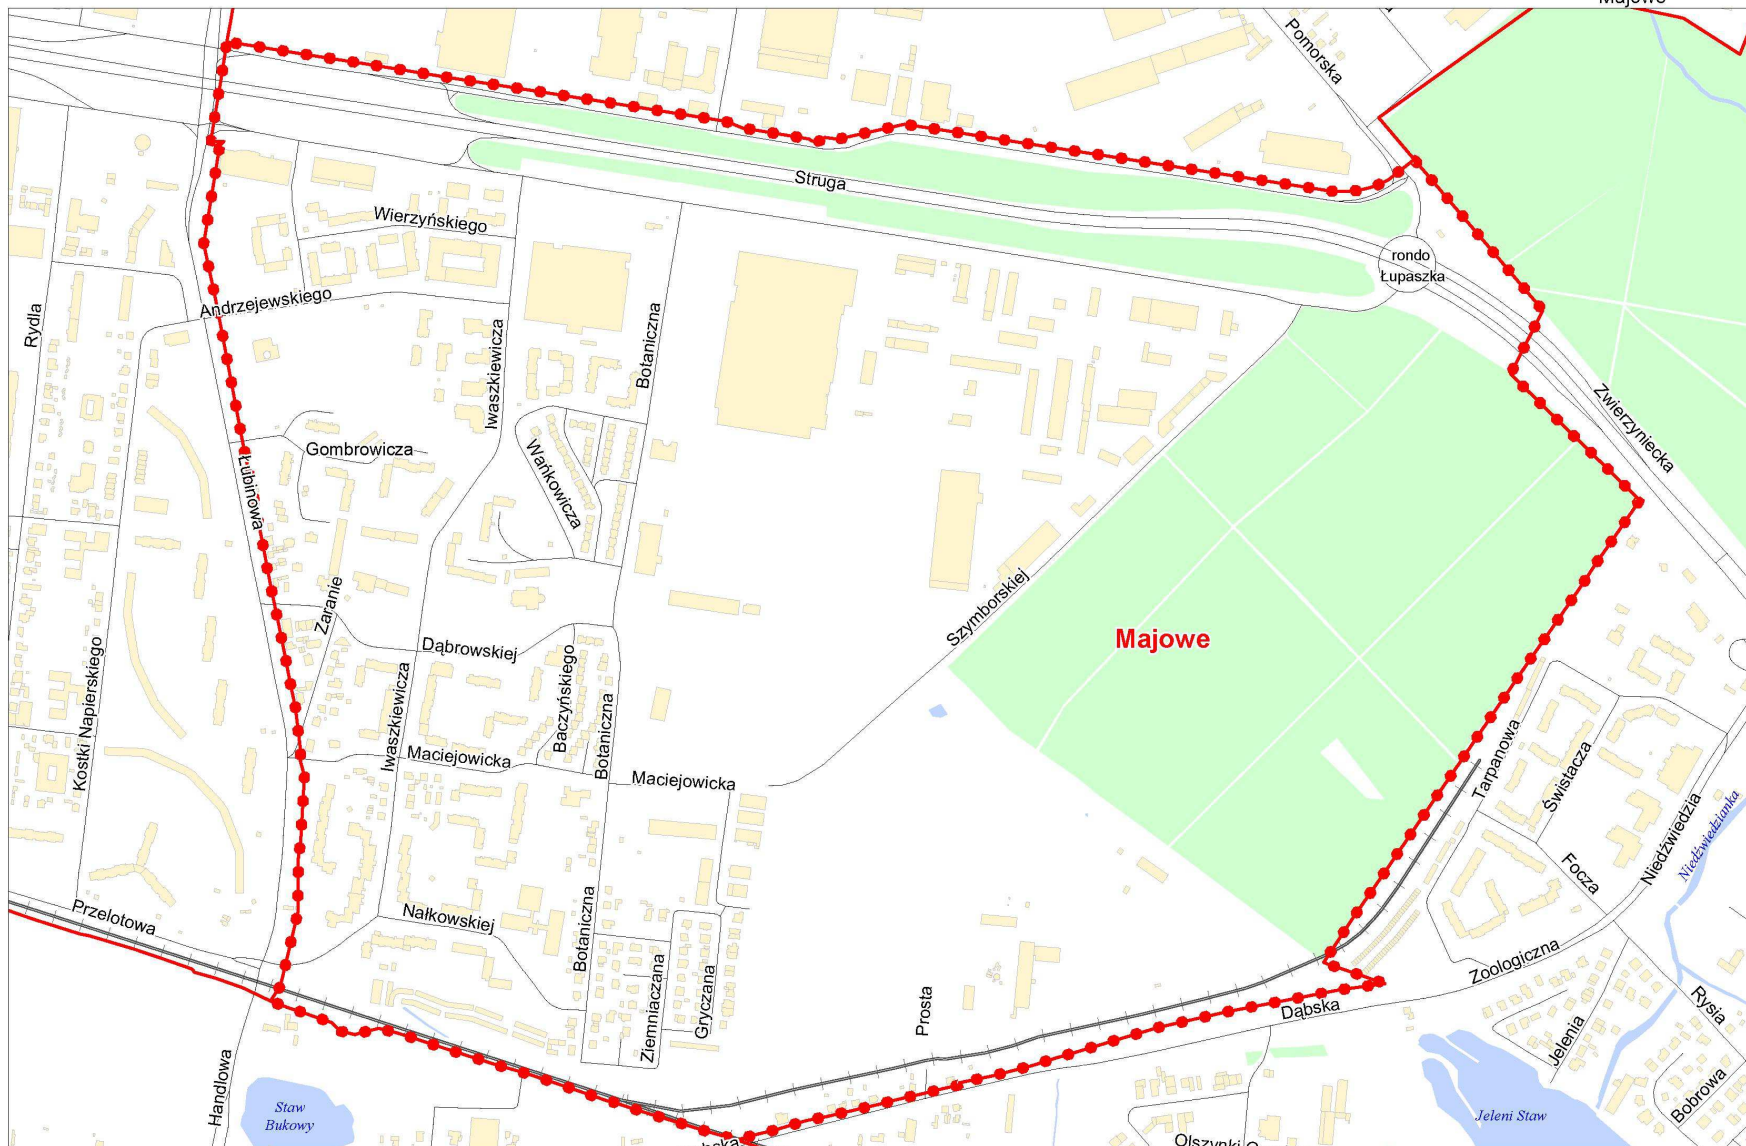 Majowe
Pomorska
Struga
Wierzyńskiego
rondo
Łupaszka
Andrzejewskiego
Rydla
Iwaszkiewicza
Botaniczna
Zwierzyniecka
Gombrowicza
Wańkowicza
Łubinowa
Szymborskiej
Zaranie
Majowe
Dąbrowskiej
Baczyńskiego
Kostki Napierskiego
Iwaszkiewicza
Botaniczna
Maciejowicka
Maciejowicka
Tarpanowa
Świstacza
Niedźwiedzia
Niedźwiedzianka
Focza
Przelotowa
Nałkowskiej
Botaniczna
Zoologiczna
Ziemniaczana
Gryczana
Prosta
Dąbska
Rysia
Jelenia
Handlowa
Staw
Bukowy
Jeleni Staw
Bobrowa